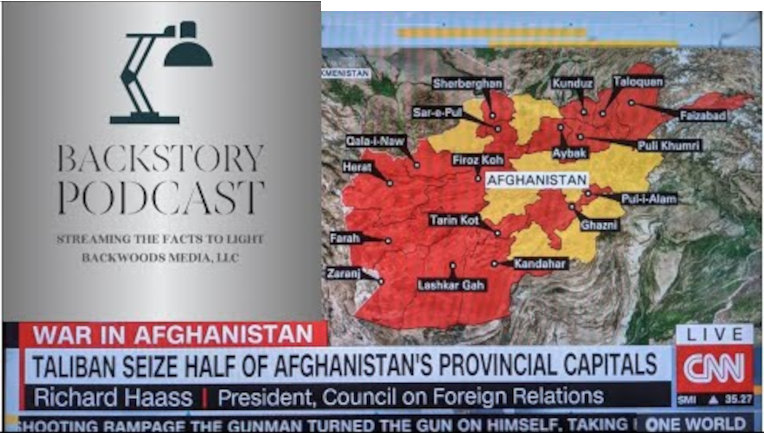 BACKSTORY
PODCAST
STREAMING THE FACTS TO LIGHT
BACKWOODS MEDIA, LLC
KMENISTAN
Sherberghan
Kunduz
Taloquan
Sar-e-Pul
Faizabad
Qala-i-Naw
Puli Khumri
Herat
Firoz Koh
Aybak
AFGHANISTAN
Pul-i-Alam
Tarin Kot
Ghazni
Farah
Kandahar
Zaranj
Lashkar Gah
WAR IN AFGHANISTAN
LIVE
TALIBAN SEIZE HALF OF AFGHANISTAN'S PROVINCIAL CAPITALS
CNN
Richard Haass | President, Council on Foreign Relations
SMI ▲ 35.27
SHOOTING RAMPAGE THE GUNMAN TURNED THE GUN ON HIMSELF, TAKING
ONE WORLD